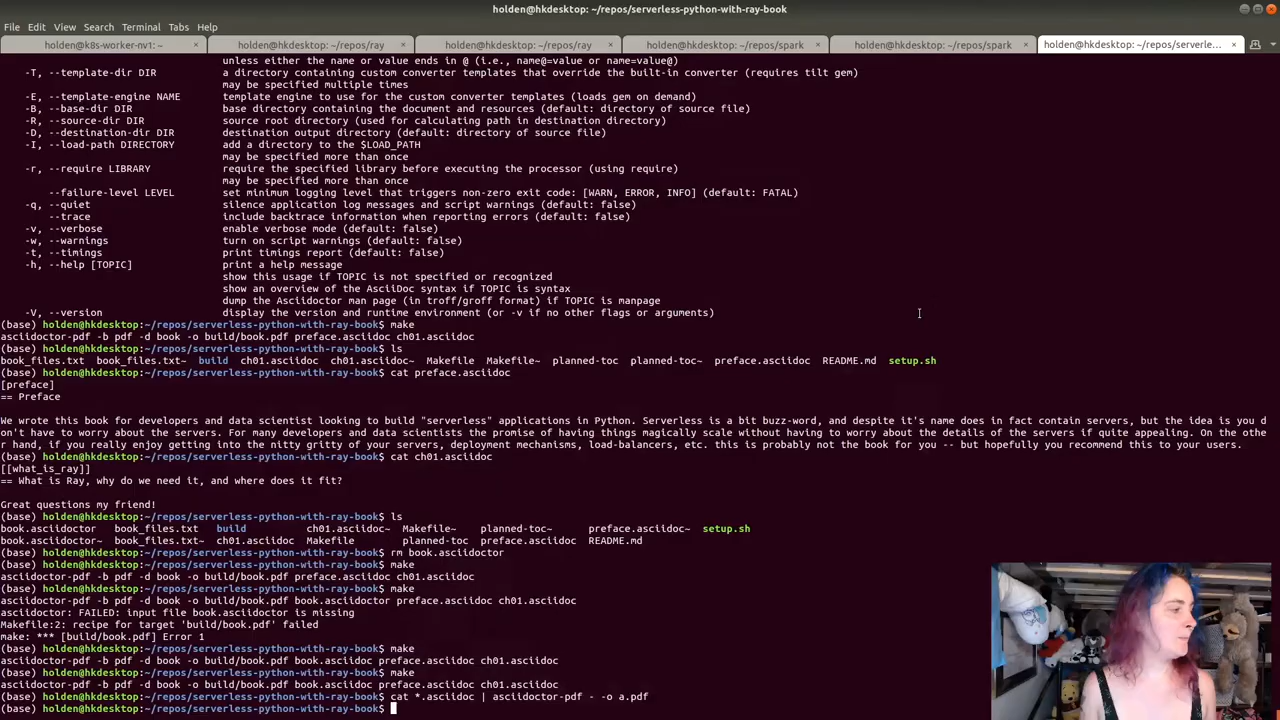 holden@hkdesktop: ~/repos/serverless-python-with-ray-book
File Edit View Search Terminal Tabs Help
holden@k8s-worker-nv1: ~ × holden@hkdesktop: ~/repos/ray × holden@hkdesktop: ~/repos/ray × holden@hkdesktop: ~/repos/spark × holden@hkdesktop: ~/repos/spark × holden@hkdesktop: ~/repos/serverle... ×
unless either the name or value ends in @ (i.e., name@=value or name=value@)
-T, --template-dir DIR a directory containing custom converter templates that override the built-in converter (requires tilt gem)
may be specified multiple times
-E, --template-engine NAME template engine to use for the custom converter templates (loads gem on demand)
-B, --base-dir DIR base directory containing the document and resources (default: directory of source file)
-R, --source-dir DIR source root directory (used for calculating path in destination directory)
-D, --destination-dir DIR destination output directory (default: directory of source file)
-I, --load-path DIRECTORY add a directory to the $LOAD_PATH
may be specified more than once
-r, --require LIBRARY require the specified library before executing the processor (using require)
may be specified more than once
--failure-level LEVEL set minimum logging level that triggers non-zero exit code: [WARN, ERROR, INFO] (default: FATAL)
-q, --quiet silence application log messages and script warnings (default: false)
--trace include backtrace information when reporting errors (default: false)
-v, --verbose enable verbose mode (default: false)
-w, --warnings turn on script warnings (default: false)
-t, --timings print timings report (default: false)
-h, --help [TOPIC] print a help message
show this usage if TOPIC is not specified or recognized
show an overview of the AsciiDoc syntax if TOPIC is syntax
dump the Asciidoctor man page (in troff/groff format) if TOPIC is manpage
-V, --version display the version and runtime environment (or -v if no other flags or arguments)
(base) holden@hkdesktop:~/repos/serverless-python-with-ray-book$ make
asciidoctor-pdf -b pdf -d book -o build/book.pdf preface.asciidoc ch01.asciidoc
(base) holden@hkdesktop:~/repos/serverless-python-with-ray-book$ ls
book_files.txt book_files.txt~ build ch01.asciidoc ch01.asciidoc~ Makefile Makefile~ planned-toc planned-toc~ preface.asciidoc README.md setup.sh
(base) holden@hkdesktop:~/repos/serverless-python-with-ray-book$ cat preface.asciidoc
[preface]
== Preface
We wrote this book for developers and data scientist looking to build "serverless" applications in Python. Serverless is a bit buzz-word, and despite it's name does in fact contain servers, but the idea is you d
on't have to worry about the servers. For many developers and data scientists the promise of having things magically scale without having to worry about the details of the servers if quite appealing. On the othe
r hand, if you really enjoy getting into the nitty gritty of your servers, deployment mechanisms, load-balancers, etc. this is probably not the book for you -- but hopefully you recommend this to your users.
(base) holden@hkdesktop:~/repos/serverless-python-with-ray-book$ cat ch01.asciidoc
[[what_is_ray]]
== What is Ray, why do we need it, and where does it fit?
Great questions my friend!
(base) holden@hkdesktop:~/repos/serverless-python-with-ray-book$ ls
book.asciidoctor book_files.txt build ch01.asciidoc~ Makefile~ planned-toc~ preface.asciidoc~ setup.sh
book.asciidoctor~ book_files.txt~ ch01.asciidoc Makefile planned-toc preface.asciidoc README.md
(base) holden@hkdesktop:~/repos/serverless-python-with-ray-book$ rm book.asciidoctor
(base) holden@hkdesktop:~/repos/serverless-python-with-ray-book$ make
asciidoctor-pdf -b pdf -d book -o build/book.pdf preface.asciidoc ch01.asciidoc
(base) holden@hkdesktop:~/repos/serverless-python-with-ray-book$ make
asciidoctor-pdf -b pdf -d book -o build/book.pdf book.asciidoctor preface.asciidoc ch01.asciidoc
asciidoctor: FAILED: input file book.asciidoctor is missing
Makefile:2: recipe for target 'build/book.pdf' failed
make: *** [build/book.pdf] Error 1
(base) holden@hkdesktop:~/repos/serverless-python-with-ray-book$ make
asciidoctor-pdf -b pdf -d book -o build/book.pdf book.asciidoc preface.asciidoc ch01.asciidoc
(base) holden@hkdesktop:~/repos/serverless-python-with-ray-book$ make
asciidoctor-pdf -b pdf -d book -o build/book.pdf book.asciidoc preface.asciidoc ch01.asciidoc
(base) holden@hkdesktop:~/repos/serverless-python-with-ray-book$ cat *.asciidoc | asciidoctor-pdf - -o a.pdf
(base) holden@hkdesktop:~/repos/serverless-python-with-ray-book$